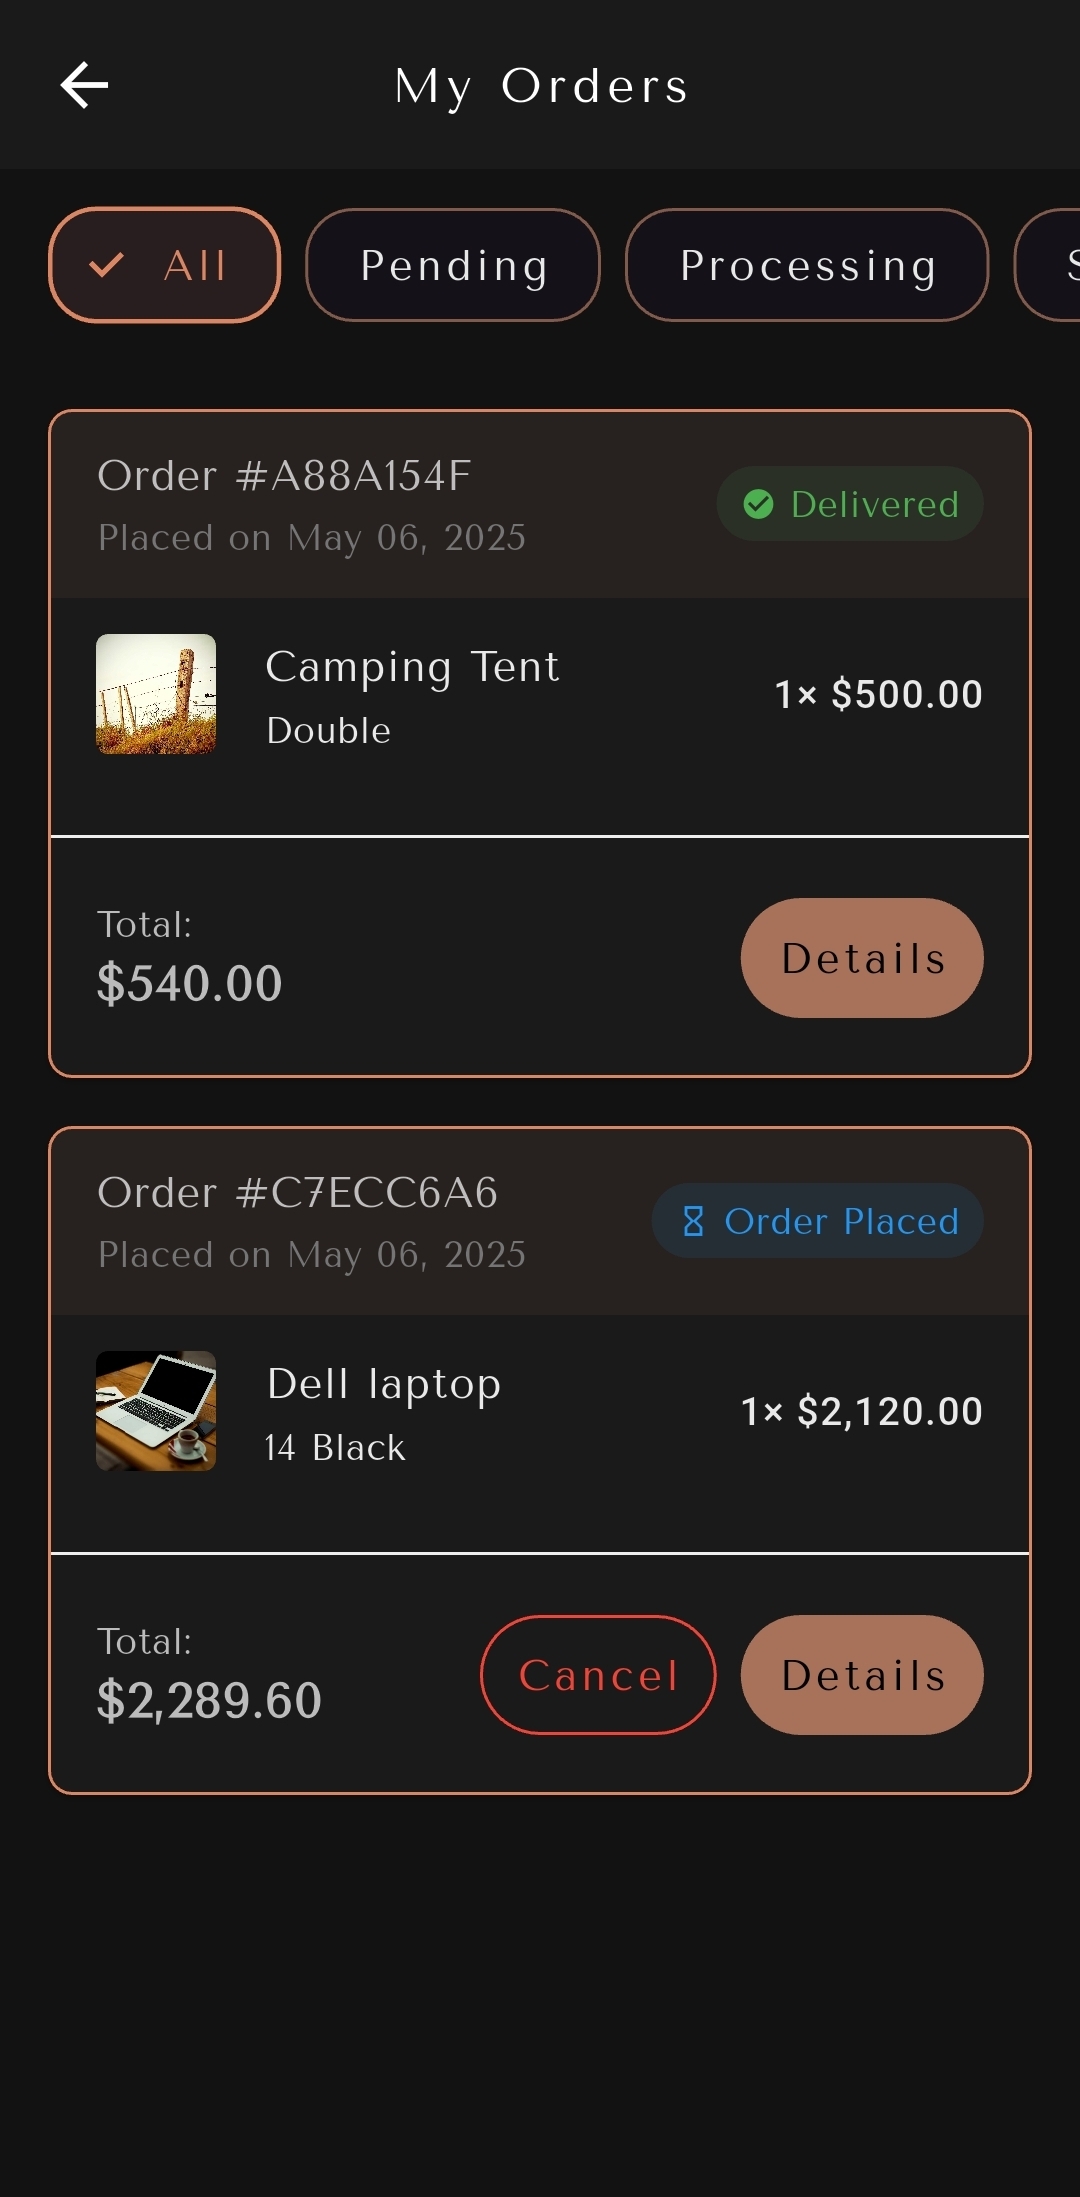 My Orders
All
Pending
Processing
S
Order #A88A154F
Delivered
Placed on May 06, 2025
Camping Tent
1× $500.00
Double
Total:
$540.00
Details
Order #C7ECC6A6
Order Placed
Placed on May 06, 2025
Dell laptop
1× $2,120.00
14 Black
Total:
$2,289.60
Cancel
Details